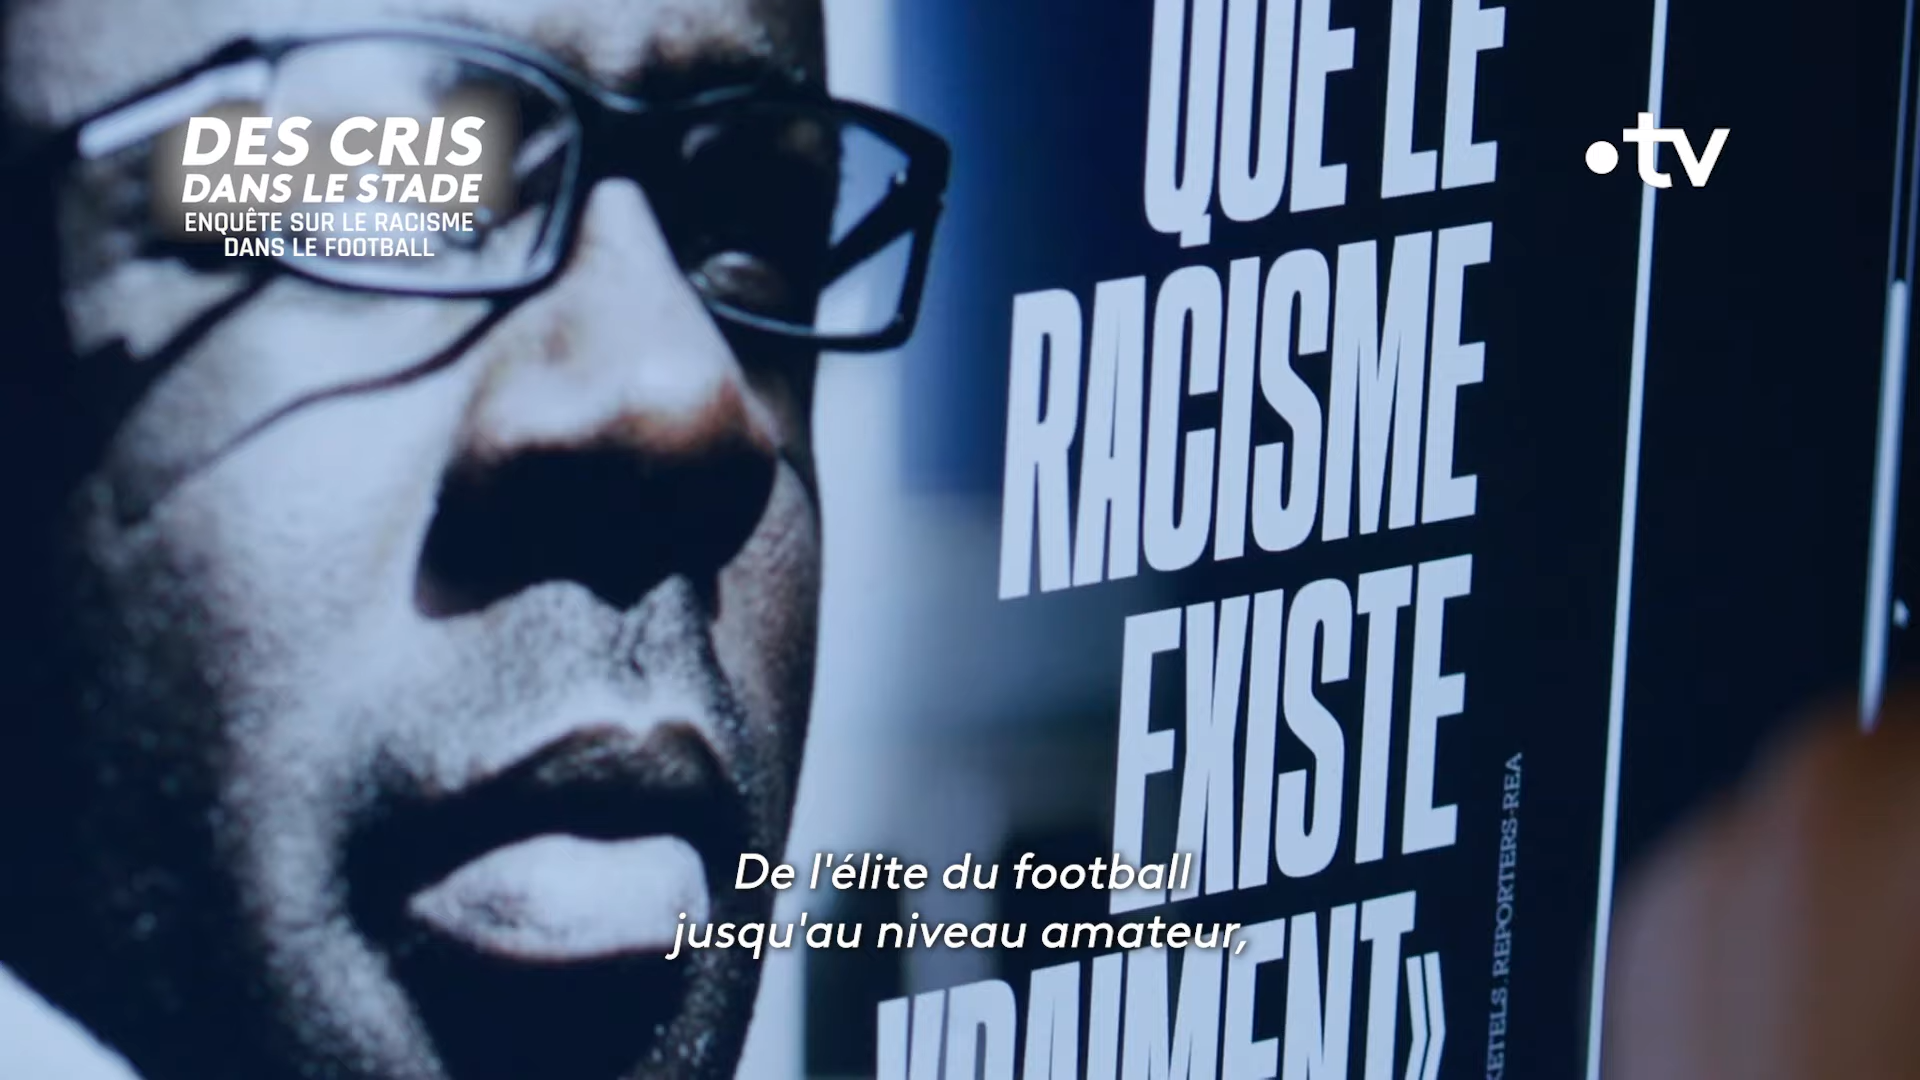 DES CRIS
DANS LE STADE
ENQUÊTE SUR LE RACISME
DANS LE FOOTBALL
.tv
QUE LE
RACISME
EXISTE
VRAIMENT»
KETELS, REPORTERS-REA
De l'élite du football
jusqu'au niveau amateur,